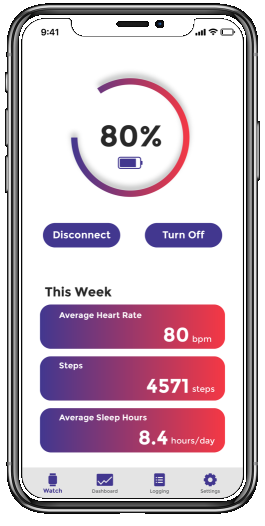 9:41
80%
Disconnect
Turn Off
This Week
Average Heart Rate
80 bpm
Steps
4571 steps
Average Sleep Hours
8.4 hours/day
Watch
Dashboard
Logging
Settings